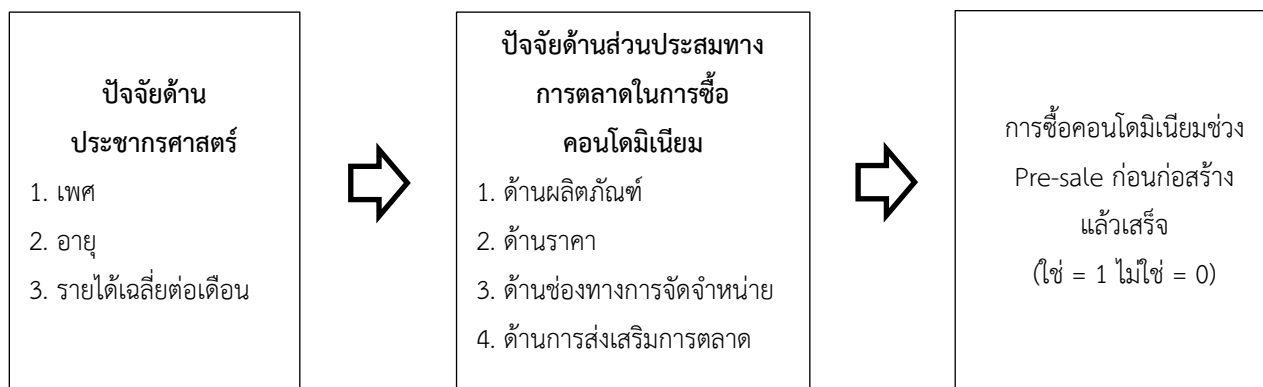 ปัจจัยด้าน
ประชากรศาสตร์
1. เพศ
2. อายุ
3. รายได้เฉลี่ยต่อเดือน
ปัจจัยด้านส่วนประสมทาง
การตลาดในการซื้อ
คอนโดมิเนียม
1. ด้านผลิตภัณฑ์
2. ด้านราคา
3. ด้านช่องทางการจัดจำหน่าย
4. ด้านการส่งเสริมการตลาด
การซื้อคอนโดมิเนียมช่วง
Pre-sale ก่อนก่อสร้าง
แล้วเสร็จ
(ใช่ = 1 ไม่ใช่ = 0)